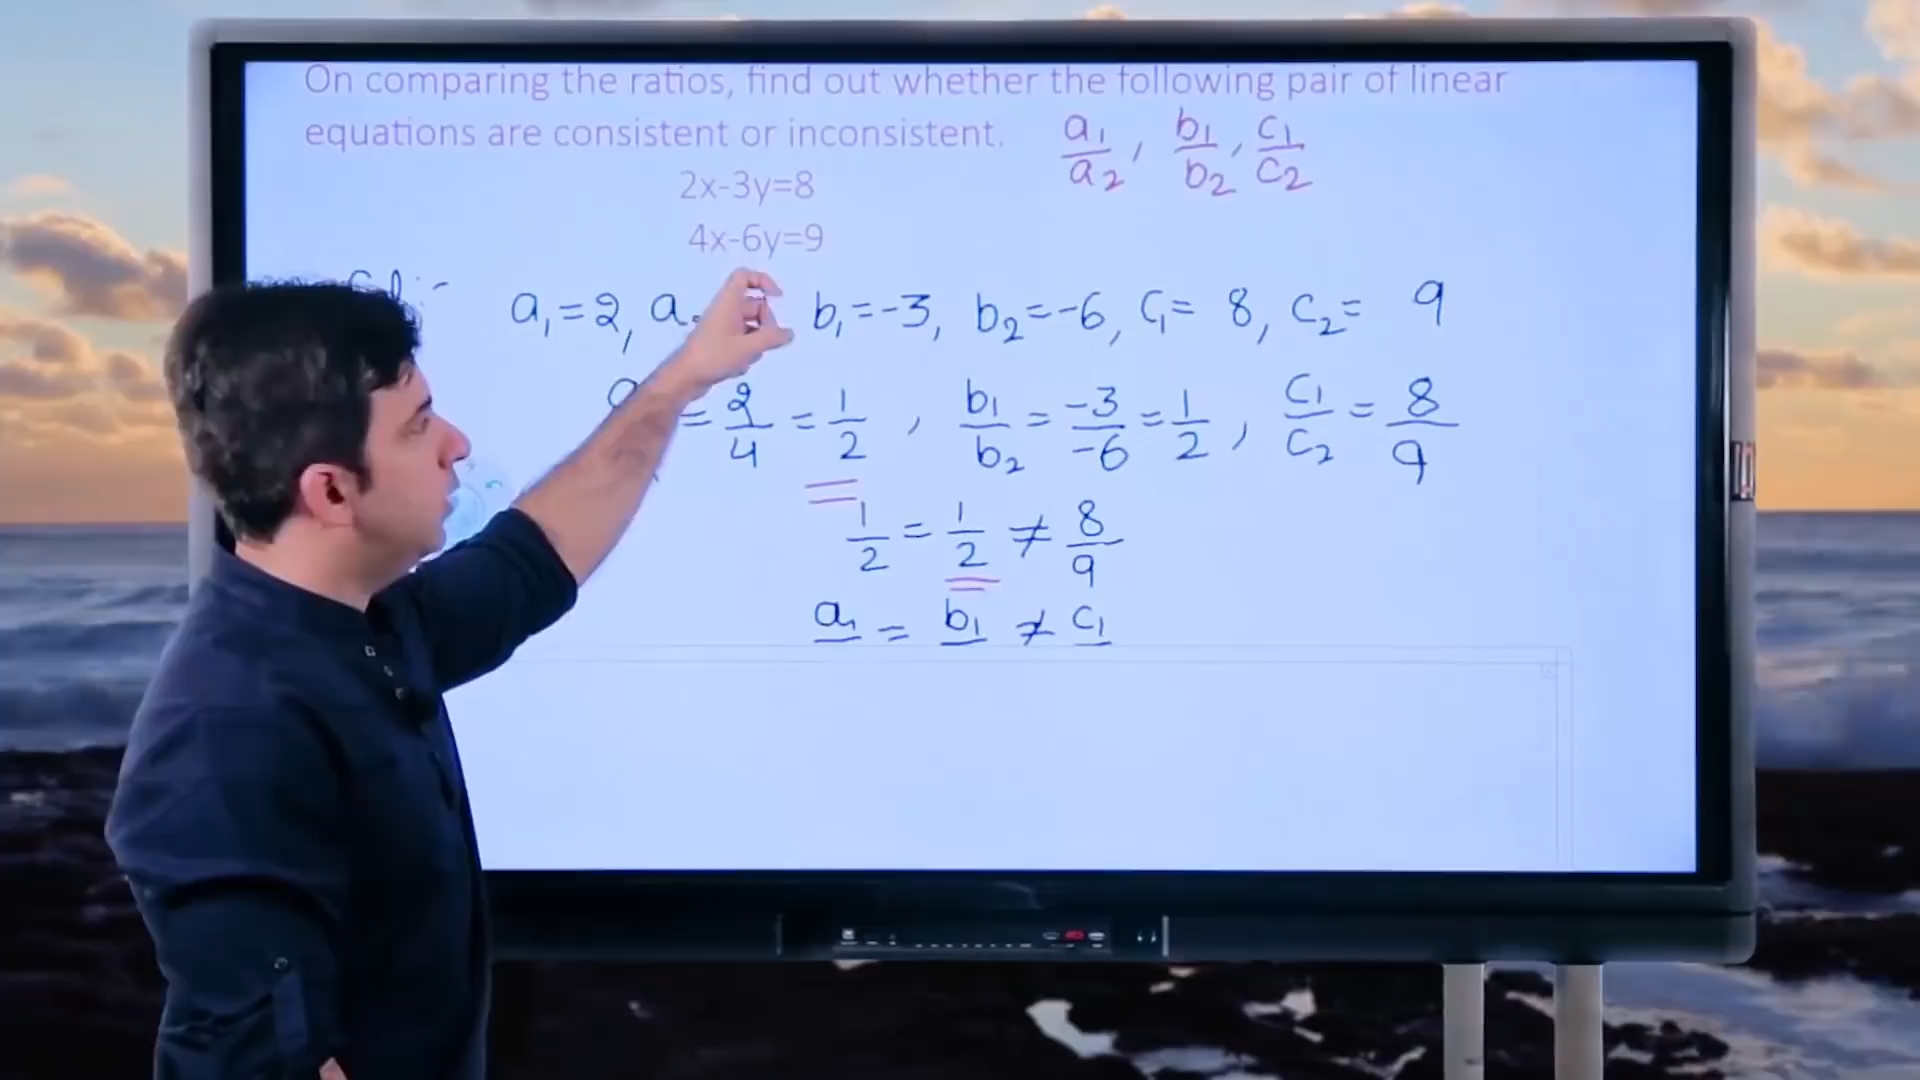 On comparing the ratios, find out whether the following pair of linear
equations are consistent or inconsistent. a₁/a₂, b₁/b₂, c₁/c₂
2x-3y=8
4x-6y=9
a₁=2, a b₁=-3, b₂=-6, C₁= 8, C₂= 9
= 2/4 = 1/2 , b₁/b₂ = -3/-6 = 1/2 , C₁/C₂ = 8/9
1/2 = 1/2 ≠ 8/9
a₁ = b₁ ≠ C₁